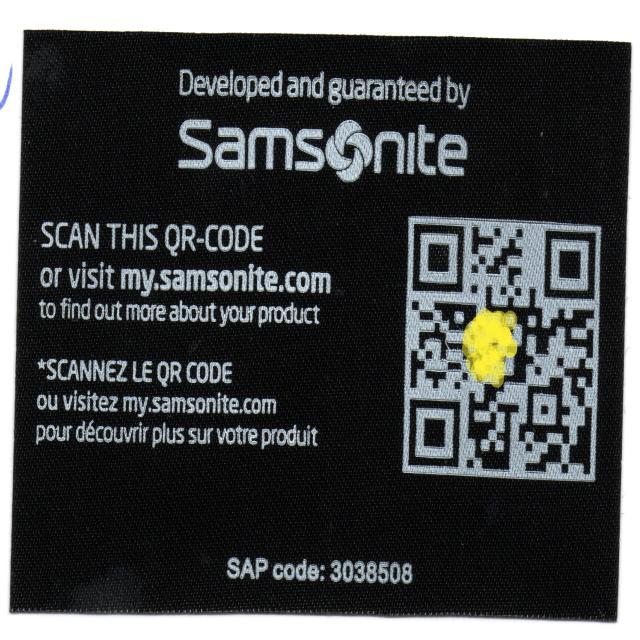 Developed and guaranteed by
Samsonite
SCAN THIS QR-CODE
or visit my.samsonite.com
to find out more about your product
*SCANNEZ LE QR CODE
ou visitez my.samsonite.com
pour découvrir plus sur votre produit
SAP code: 3038508